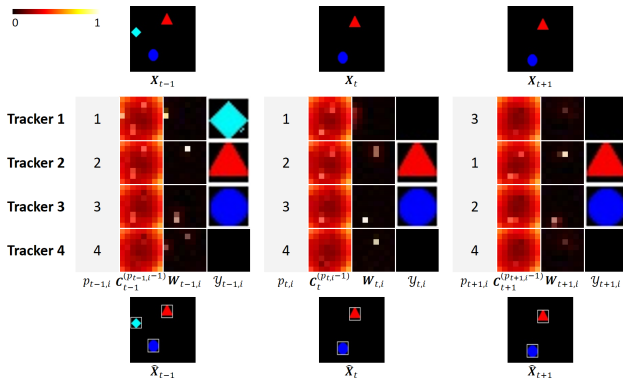 0 1
X_{t−1} X_t X_{t+1}
Tracker 1 1 1 3
Tracker 2 2 2 1
Tracker 3 3 3 2
Tracker 4 4 4 4
p_{t−1,i} C_{t−1}^{(p_{t−1,i}−1)} W_{t−1,i} 𝒴_{t−1,i} p_{t,i} C_t^{(p_{t,i}−1)} W_{t,i} 𝒴_{t,i} p_{t+1,i} C_{t+1}^{(p_{t+1,i}−1)} W_{t+1,i} 𝒴_{t+1,i}
X̂_{t−1} X̂_t X̂_{t+1}